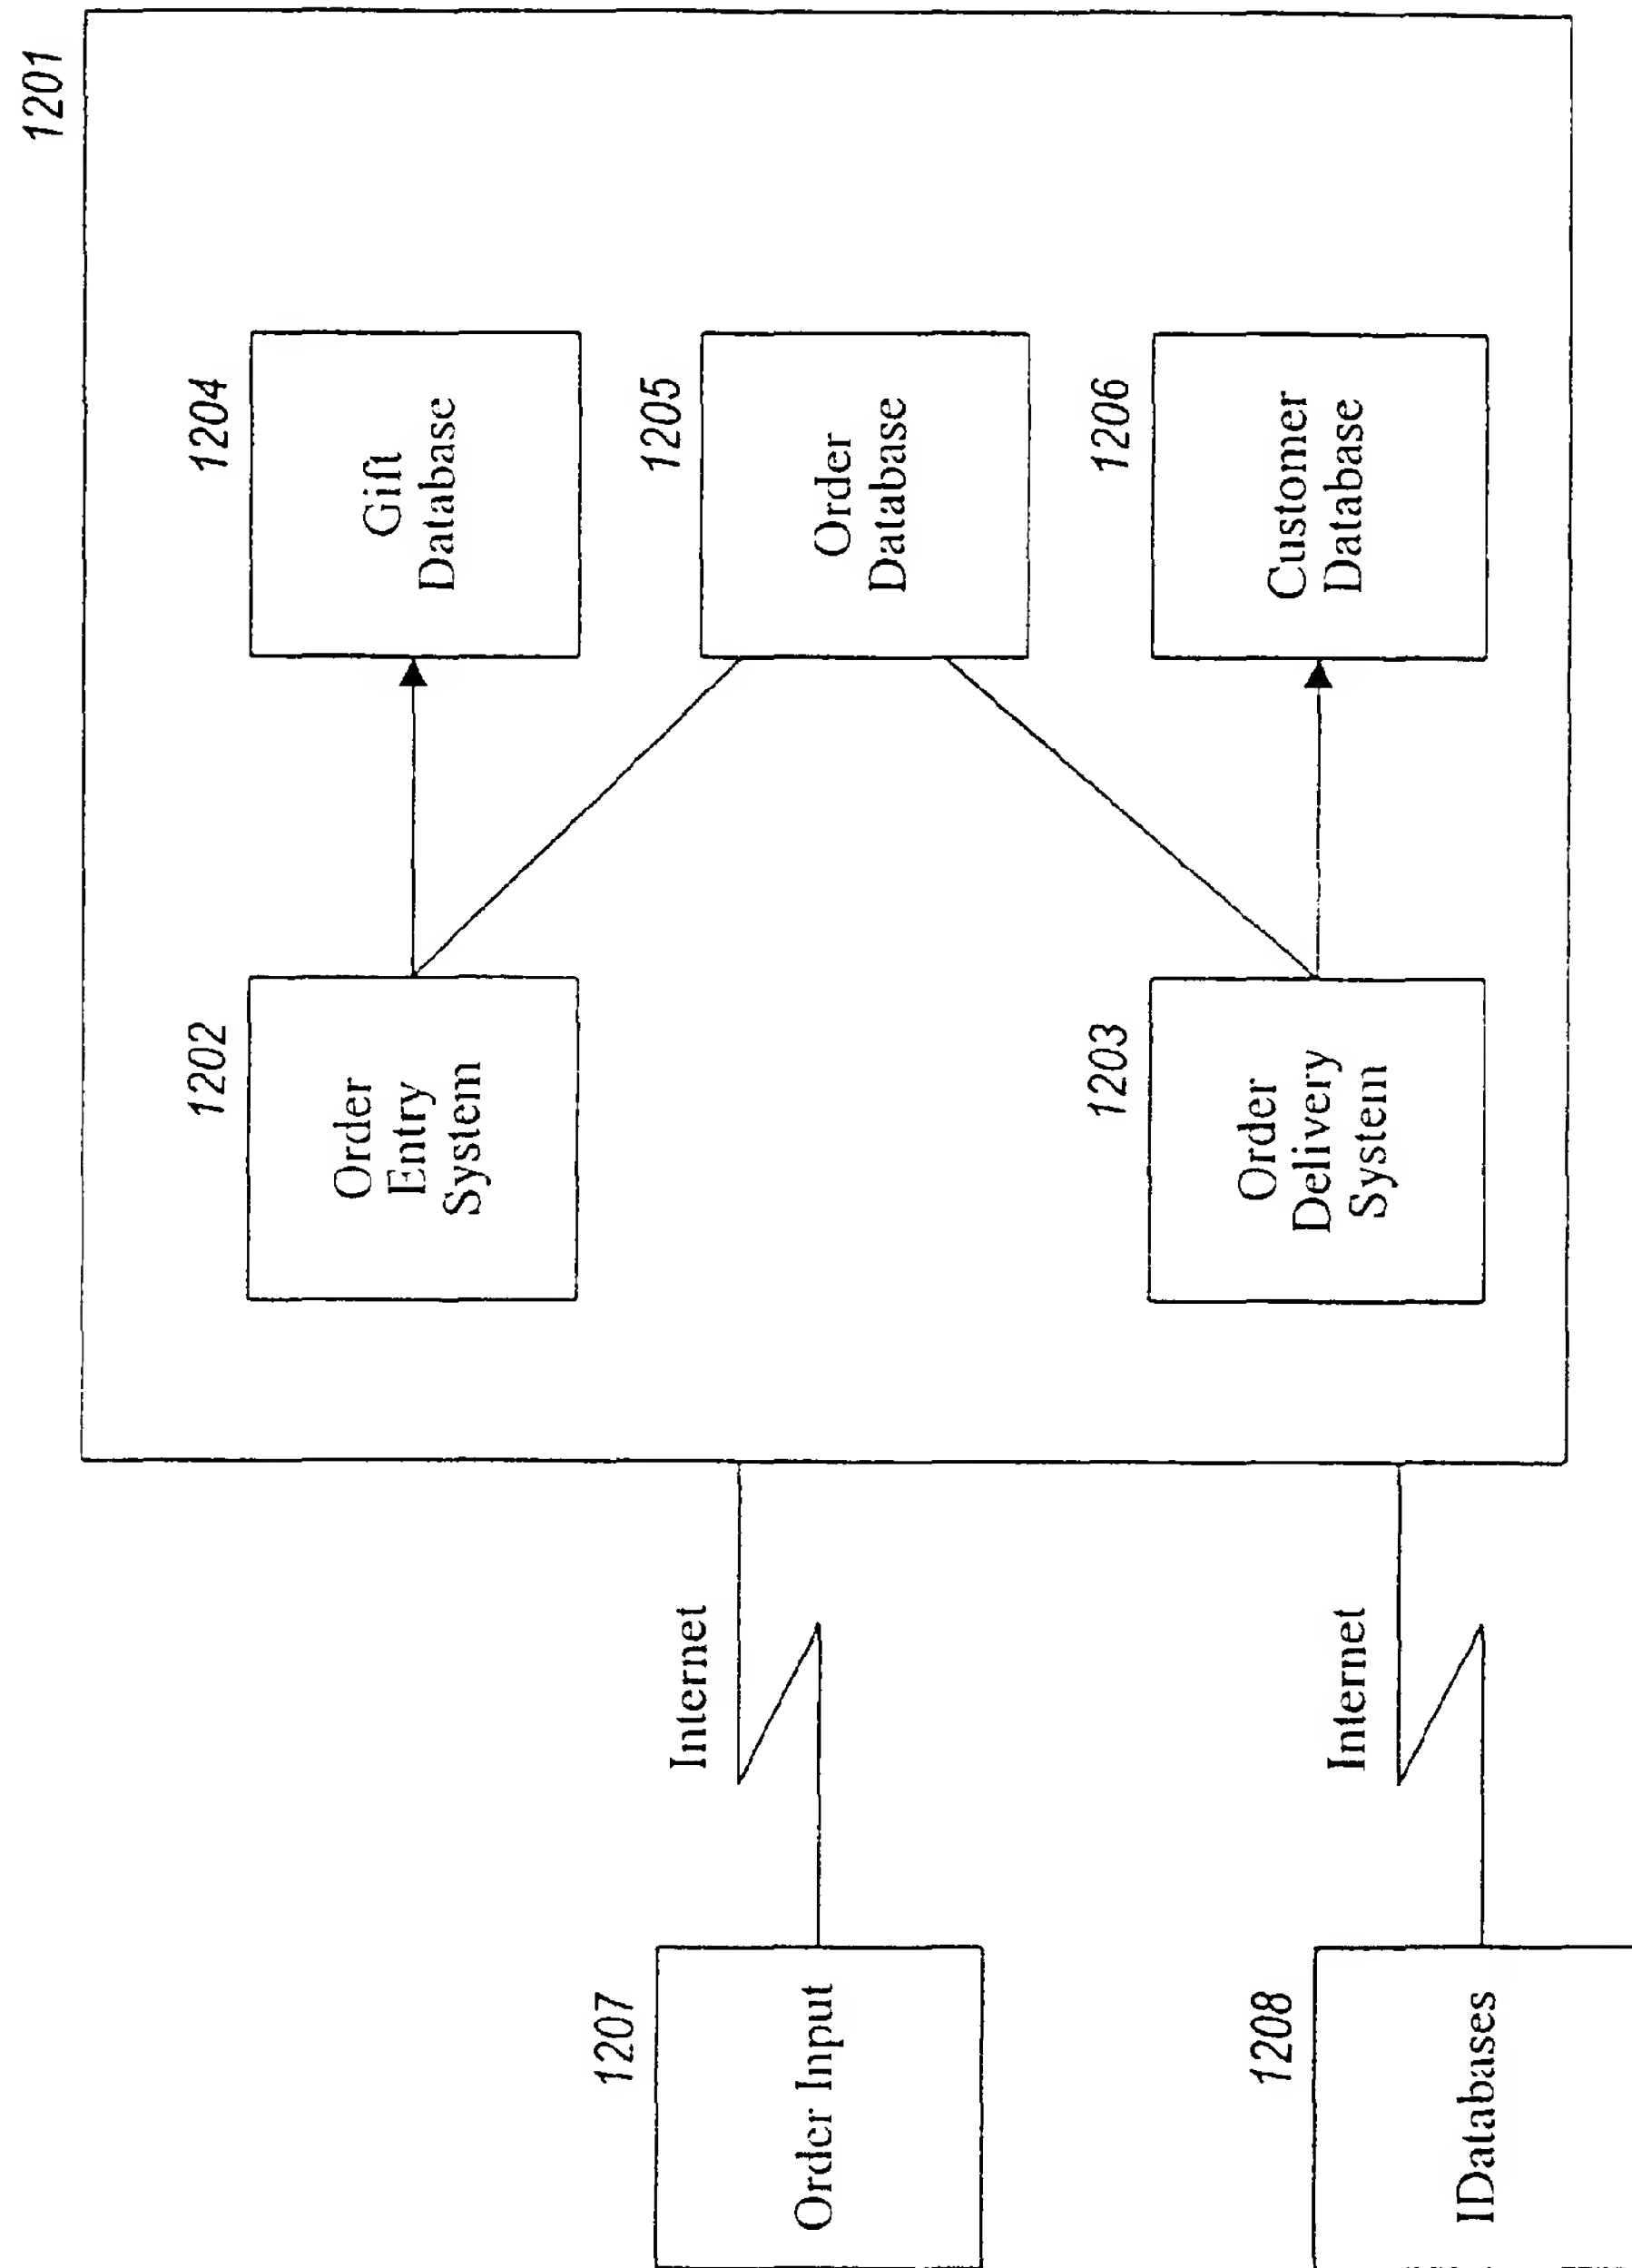 1201
1202
Order
Entry
System
1204
Gift
Database
1207
Order Input
Internet
1205
Order
Database
1203
Order
Delivery
System
1206
Customer
Database
1208
IDatabases
Internet